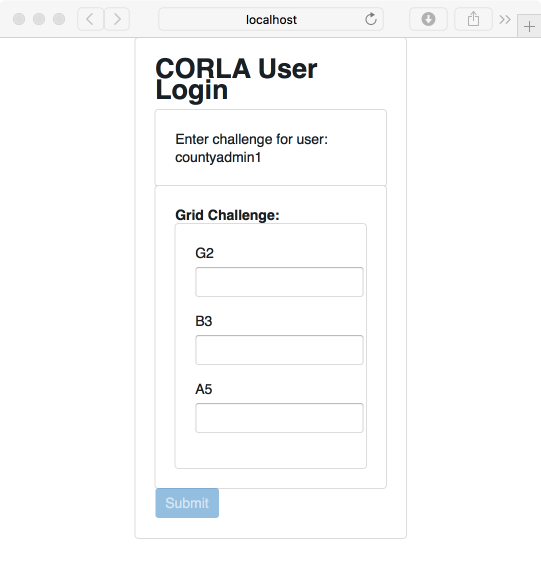 localhost
CORLA User
Login
Enter challenge for user:
countyadmin1
Grid Challenge:
G2
B3
A5
Submit